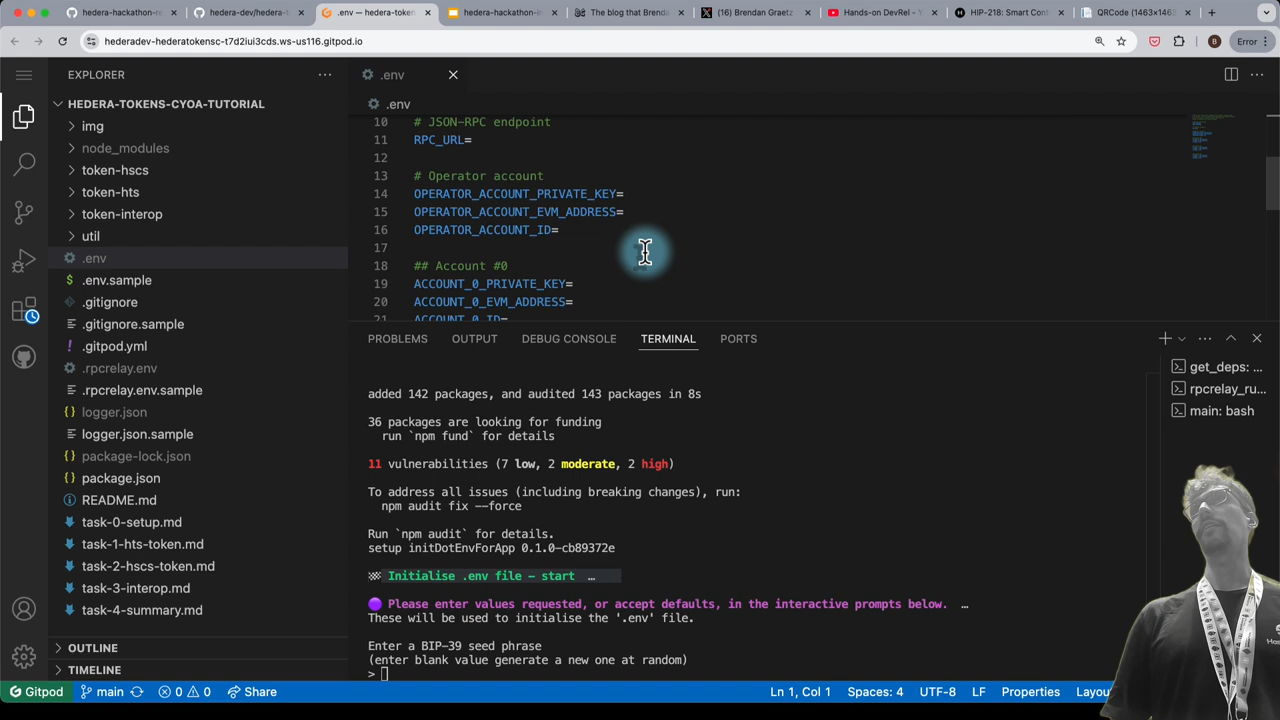 hedera-hackathon-re
hedera-dev/hedera-t
.env — hedera-token
hedera-hackathon-in
The blog that Brenda
(16) Brendan Graetz
Hands-on DevRel
HIP-218: Smart Cont
QRCode (1463×1463
hederadev-hederatokensc-t7d2iui3cds.ws-us116.gitpod.io
B
Error
EXPLORER
.env
HEDERA-TOKENS-CYOA-TUTORIAL
.env
img
node_modules
token-hscs
token-hts
token-interop
util
.env
.env.sample
.gitignore
.gitignore.sample
.gitpod.yml
.rpcrelay.env
.rpcrelay.env.sample
logger.json
logger.json.sample
package-lock.json
package.json
README.md
task-0-setup.md
task-1-hts-token.md
task-2-hscs-token.md
task-3-interop.md
task-4-summary.md
OUTLINE
TIMELINE
10 # JSON-RPC endpoint
11 RPC_URL=
12
13 # Operator account
14 OPERATOR_ACCOUNT_PRIVATE_KEY=
15 OPERATOR_ACCOUNT_EVM_ADDRESS=
16 OPERATOR_ACCOUNT_ID=
17
18 ## Account #0
19 ACCOUNT_0_PRIVATE_KEY=
20 ACCOUNT_0_EVM_ADDRESS=
21 ACCOUNT_0_ID=
PROBLEMS OUTPUT DEBUG CONSOLE TERMINAL PORTS
get_deps: ...
rpcrelay_ru...
main: bash
added 142 packages, and audited 143 packages in 8s
36 packages are looking for funding
run `npm fund` for details
11 vulnerabilities (7 low, 2 moderate, 2 high)
To address all issues (including breaking changes), run:
npm audit fix --force
Run `npm audit` for details.
setup initDotEnvForApp 0.1.0-cb89372e
Initialise .env file - start …
Please enter values requested, or accept defaults, in the interactive prompts below. …
These will be used to initialise the '.env' file.
Enter a BIP-39 seed phrase
(enter blank value generate a new one at random)
>
Gitpod main 0 0 Share Ln 1, Col 1 Spaces: 4 UTF-8 LF Properties Layou